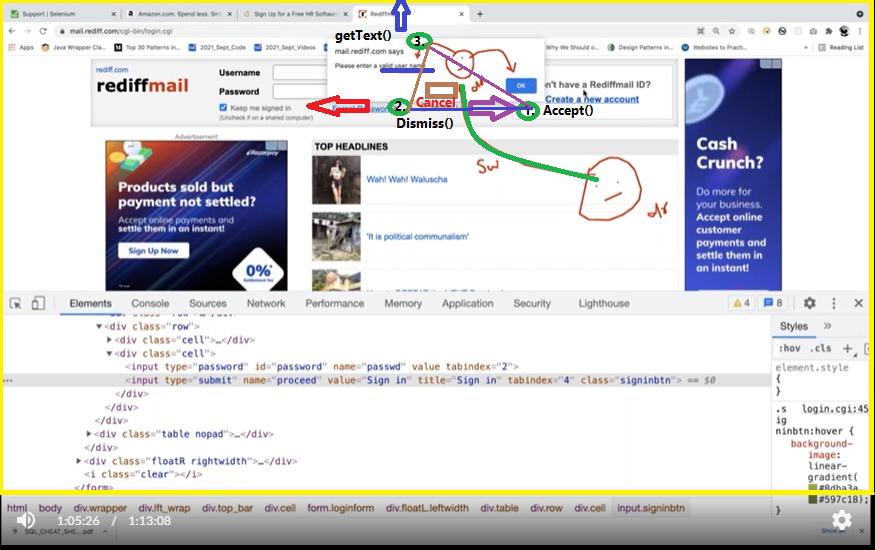 Support | Selenium
Amazon.com. Spend less. Smil
Sign Up for a Free HR Softwar
Rediffm
mail.rediff.com/cgi-bin/login.cgi
Apps
Java Wrapper Cla...
Top 30 Patterns in...
2021_Sept_Code
2021_Sept_Videos
Why We Should o...
Design Patterns in...
Websites to Practi...
Reading List
getText()
3.
mail.rediff.com says
Please enter a valid user name
OK
Cancel
2.
Dismiss()
1.
Accept()
rediff.com
rediffmail
Username
Password
Keep me signed in
(Uncheck if on a shared computer)
n't have a Rediffmail ID?
Create a new account
Sw
dr
Advertisement
Razorpay
Products sold but
payment not settled?
Accept online payments and
settle them in an instant!
Sign Up Now
0%*
TOP HEADLINES
Wah! Wah! Waluscha
'It is political communalism'
Cash
Crunch?
Do more for
your business.
Accept online
customer
payments and
settle them in
an instant!
Elements
Console
Sources
Network
Performance
Memory
Application
Security
Lighthouse
4
8
▼<div class="row">
▶<div class="cell">…</div>
▼<div class="cell">
<input type="password" id="password" name="passwd" value tabindex="2">
<input type="submit" name="proceed" value="Sign in" title="Sign in" tabindex="4" class="signinbtn"> == $0
</div>
</div>
</div>
▶<div class="table nopad">…</div>
</div>
▶<div class="floatR rightwidth">…</div>
<i class="clear"></i>
</form>
Styles
:hov .cls +
element.style
{
}
.s login.cgi:45
ig
ninbtn:hover {
background-
image:
linear-
gradient(
#8dba3a,
#597c18);
}
html body div.wrapper div.lft_wrap div.top_bar div.cell form.loginform div.floatL.leftwidth div.table div.row div.cell input.signinbtn
1:05:26 / 1:13:08
SQL_CHEAT_SHE....pdf
Show All